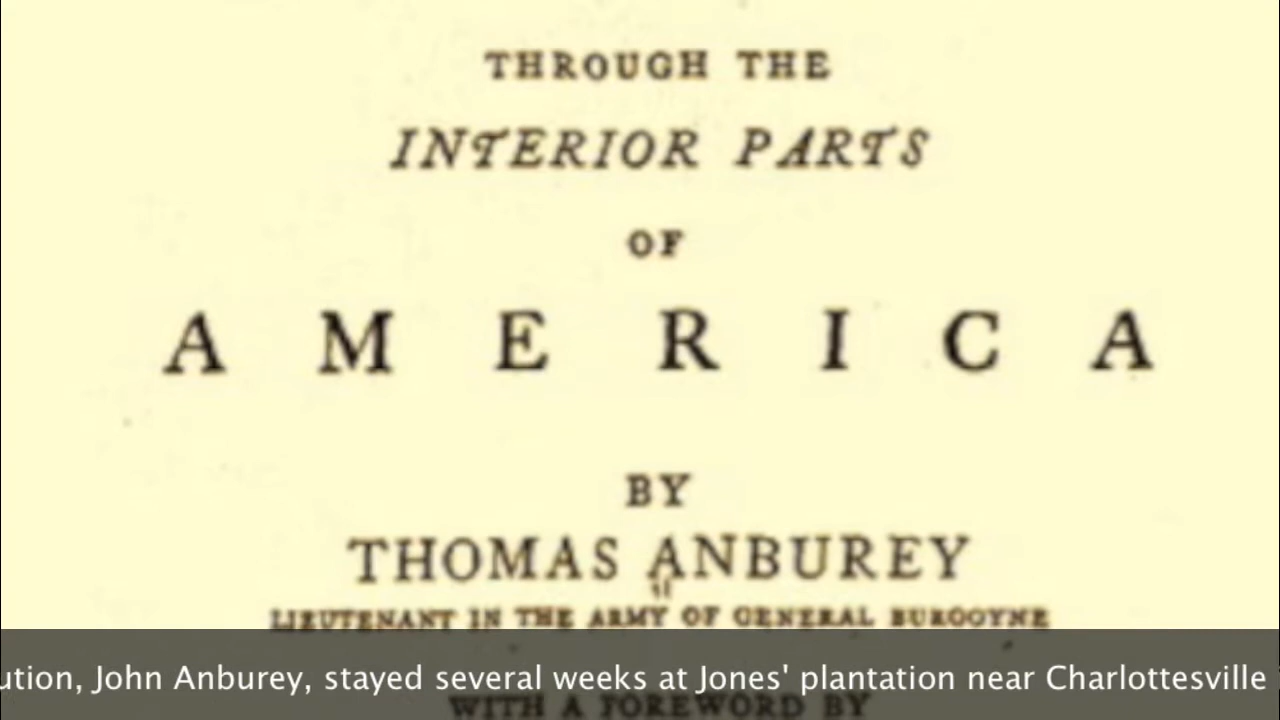 THROUGH THE
INTERIOR PARTS
OF
AMERICA
BY
THOMAS ANBUREY
LIEUTENANT IN THE ARMY OF GENERAL BURGOYNE
ution, John Anburey, stayed several weeks at Jones' plantation near Charlottesville
WITH A FOREWORD BY